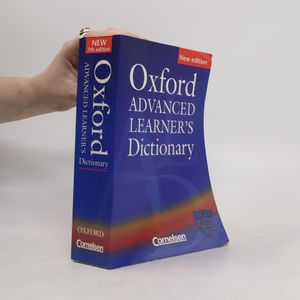 NEW
7th edition
Oxford
ADVANCED LEARNER'S
Dictionary
OXFORD
Cornelsen
New edition
Oxford
ADVANCED
LEARNER'S
Dictionary
Cornelsen